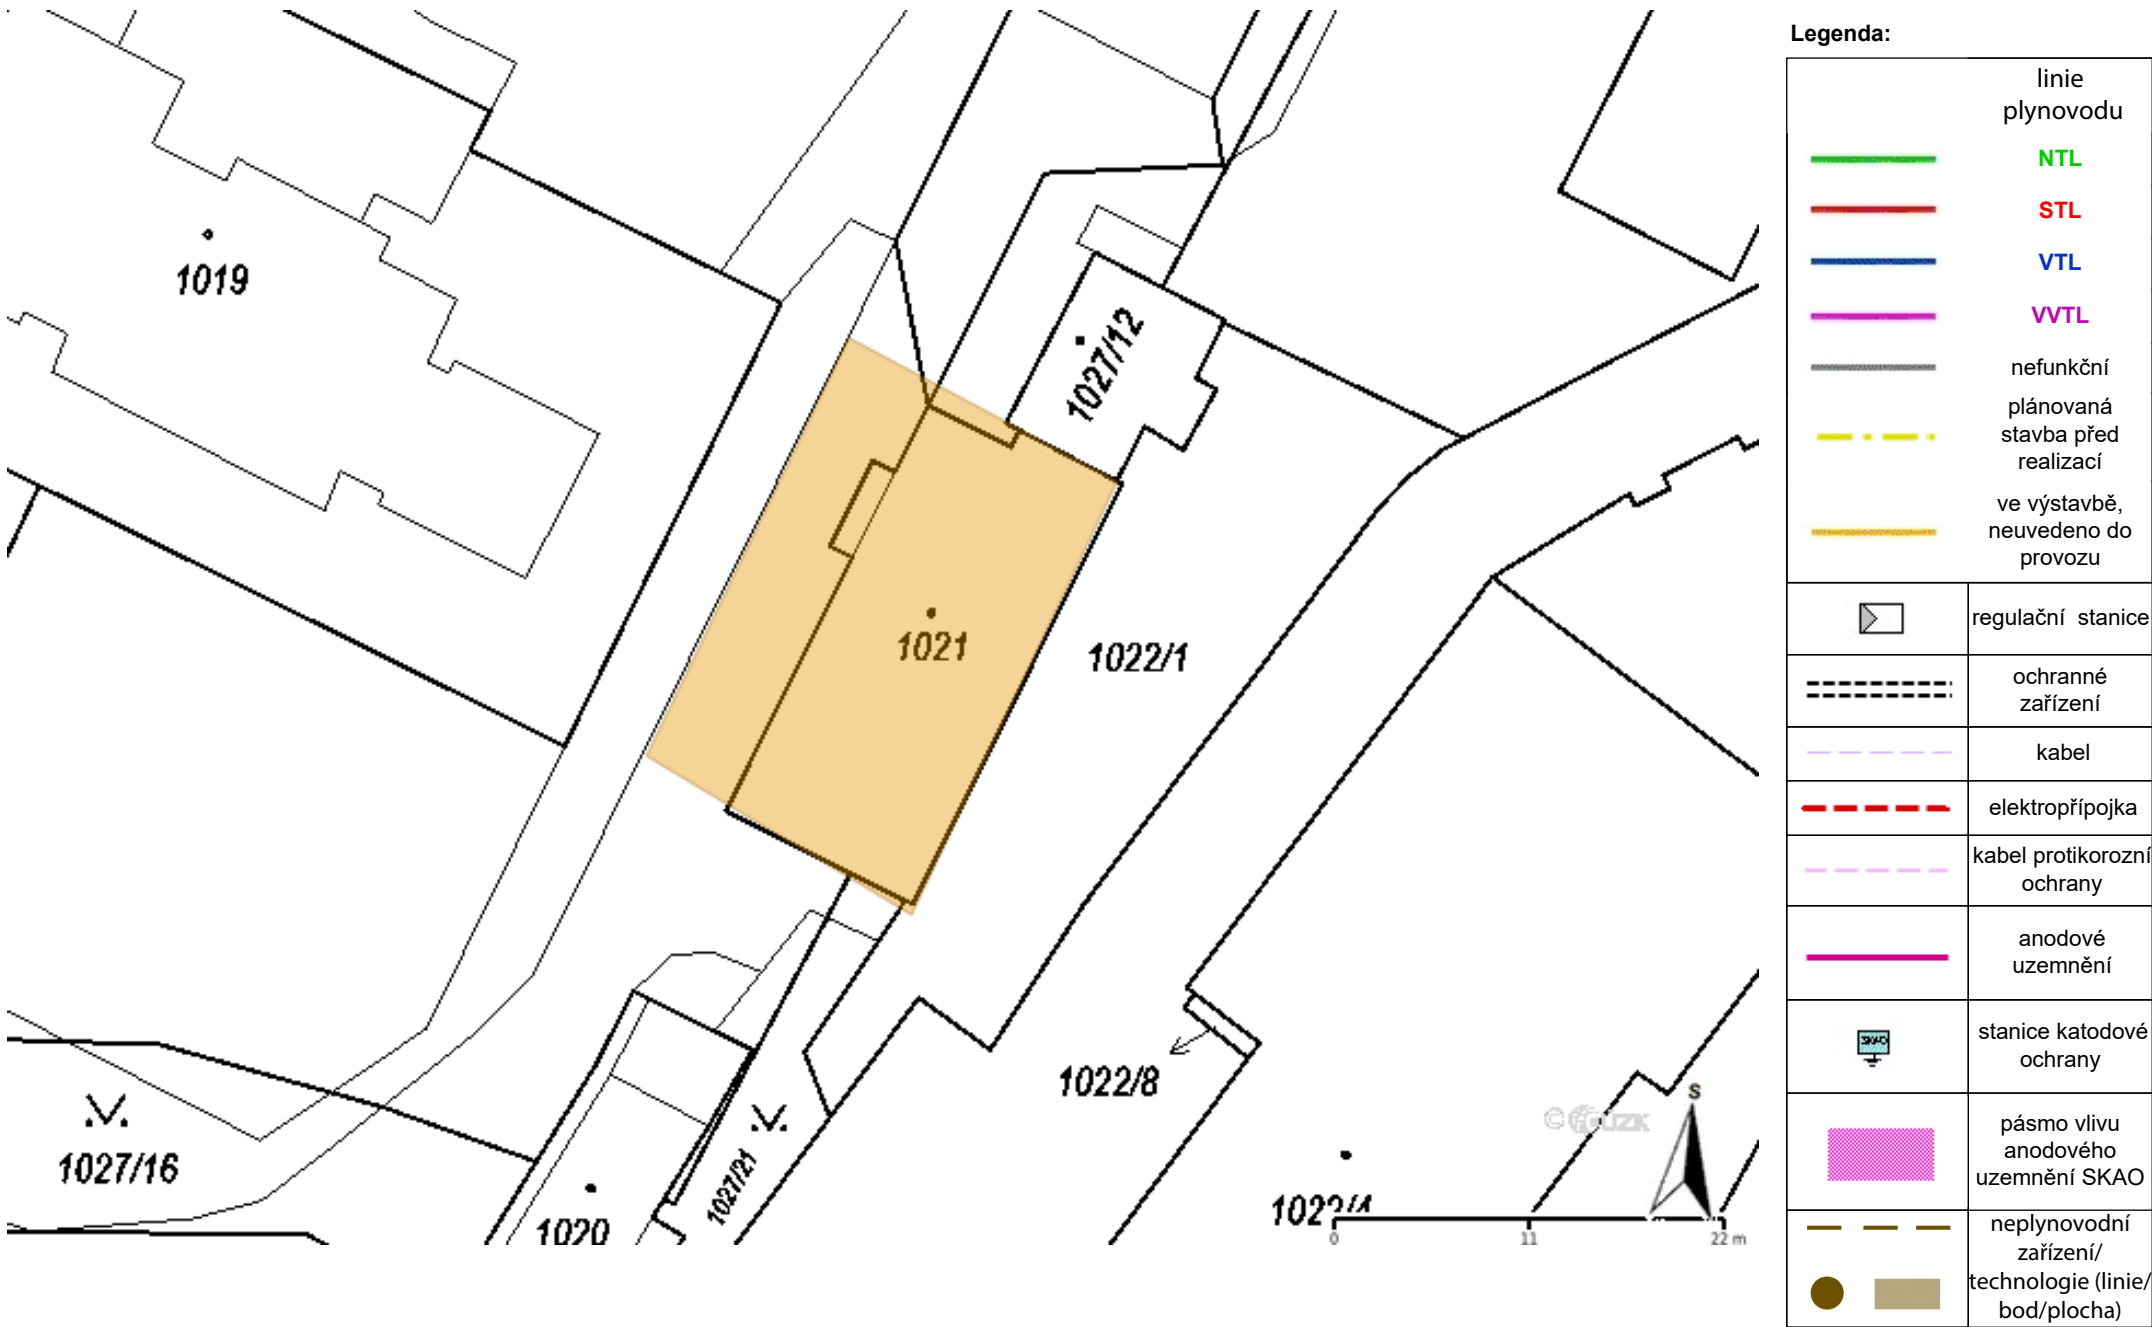 1019
1027/12
1021
1022/1
1022/8
1027/16
1020
1027/21
1022/4
©
S
0 11 22 m
Legenda:
linie
plynovodu
NTL
STL
VTL
VVTL
nefunkční
plánovaná
stavba před
realizací
ve výstavbě,
neuvedeno do
provozu
regulační stanice
ochranné
zařízení
kabel
elektropřípojka
kabel protikorozní
ochrany
anodové
uzemnění
SKAO
stanice katodové
ochrany
pásmo vlivu
anodového
uzemnění SKAO
neplynovodní
zařízení/
technologie (linie/
bod/plocha)